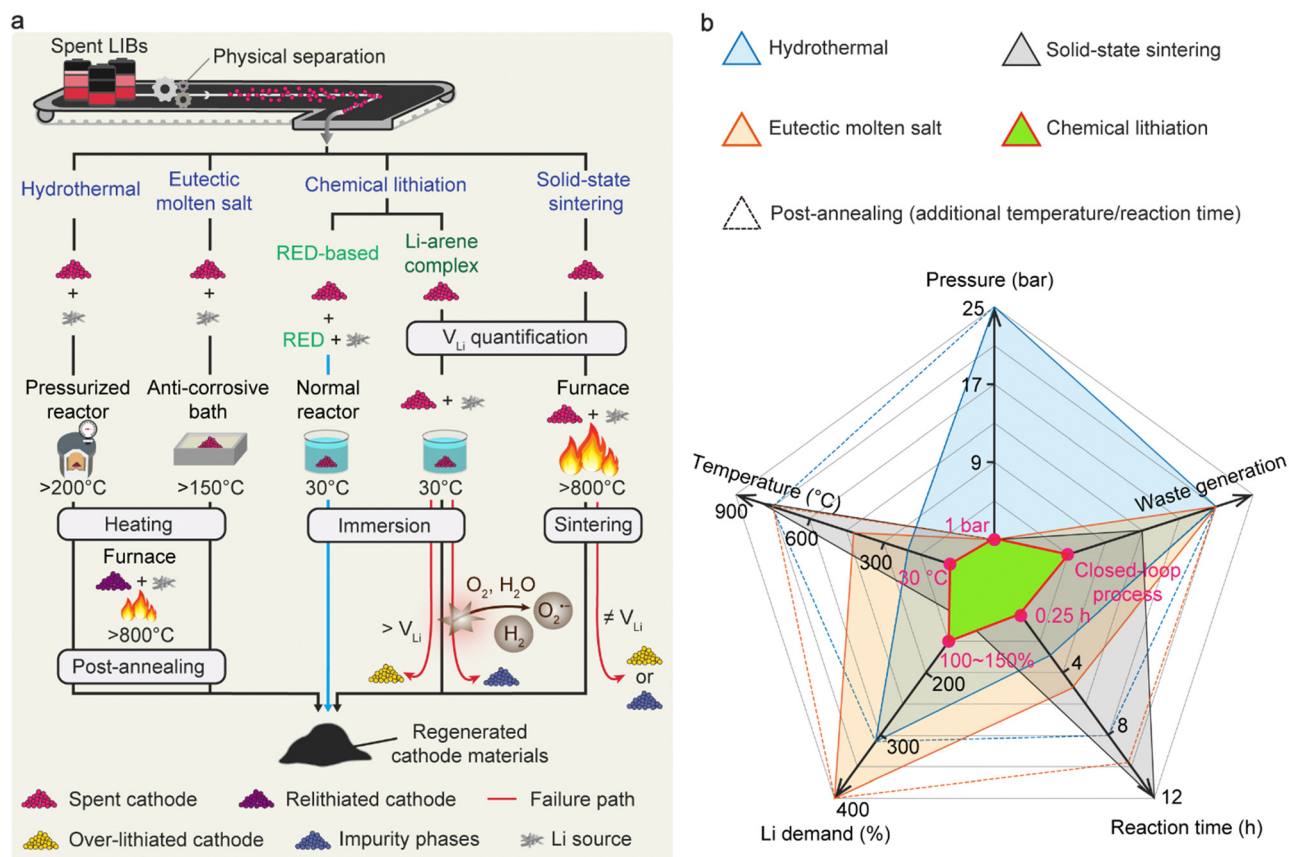 a
Spent LIBs
Physical separation
Hydrothermal
Eutectic
molten salt
Chemical lithiation
Solid-state
sintering
RED-based
Li-arene
complex
+
+
+
RED + 
V_Li quantification
Pressurized
reactor
Anti-corrosive
bath
Normal
reactor
+
Furnace
+
>200°C
>150°C
30°C
30°C
>800°C
Heating
Immersion
Sintering
Furnace
+
>800°C
Post-annealing
> V_Li
O₂, H₂O
H₂
O₂•−
≠ V_Li
or
Regenerated
cathode materials
Spent cathode
Relithiated cathode
Failure path
Over-lithiated cathode
Impurity phases
Li source
b
Hydrothermal
Solid-state sintering
Eutectic molten salt
Chemical lithiation
Post-annealing (additional temperature/reaction time)
Pressure (bar)
25
17
9
1 bar
Temperature (°C)
900
600
300
30 °C
Waste generation
Closed-loop
process
0.25 h
4
8
12
Reaction time (h)
100~150%
200
300
400
Li demand (%)